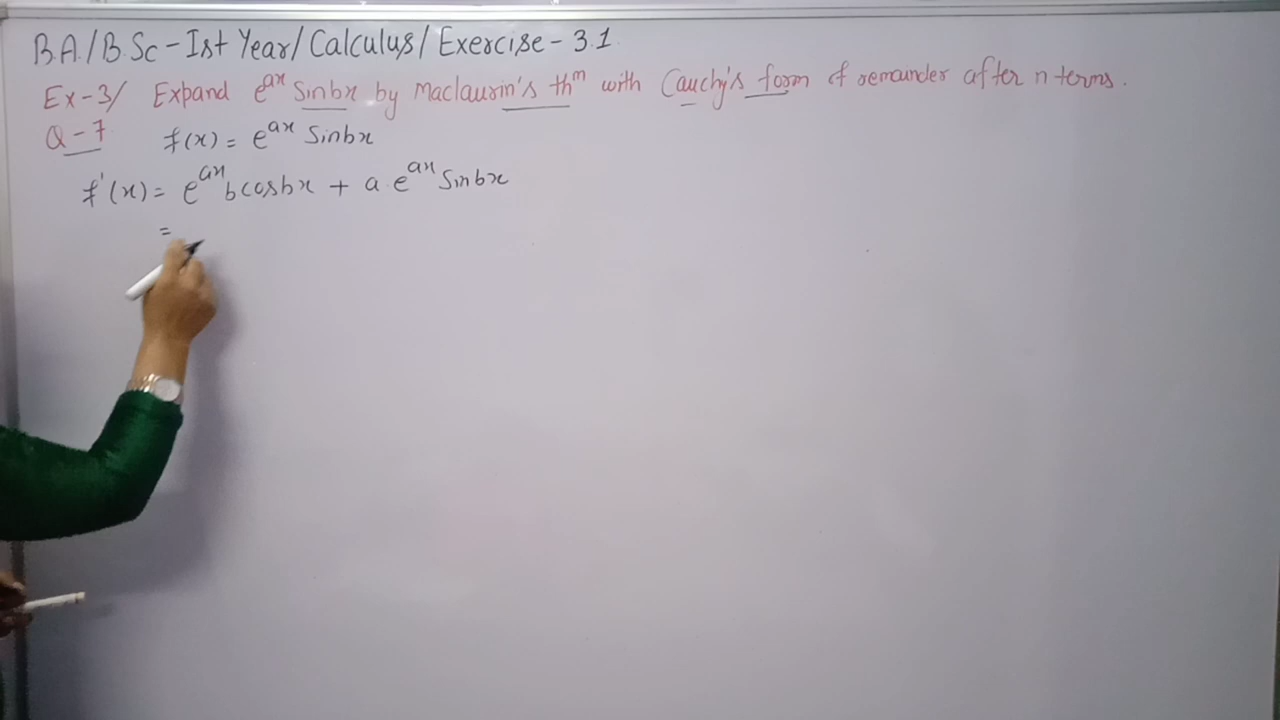 B.A./B.Sc - Ist Year / Calculus / Exercise - 3.1
Ex-3/ Expand e^{ax} Sinbx by Maclaurin's th^m with Cauchy's form of remainder after n terms.
Q-7 f(x) = e^{ax} Sinbx
f'(x) = e^{ax} b cosbx + a. e^{ax} Sinbx
=